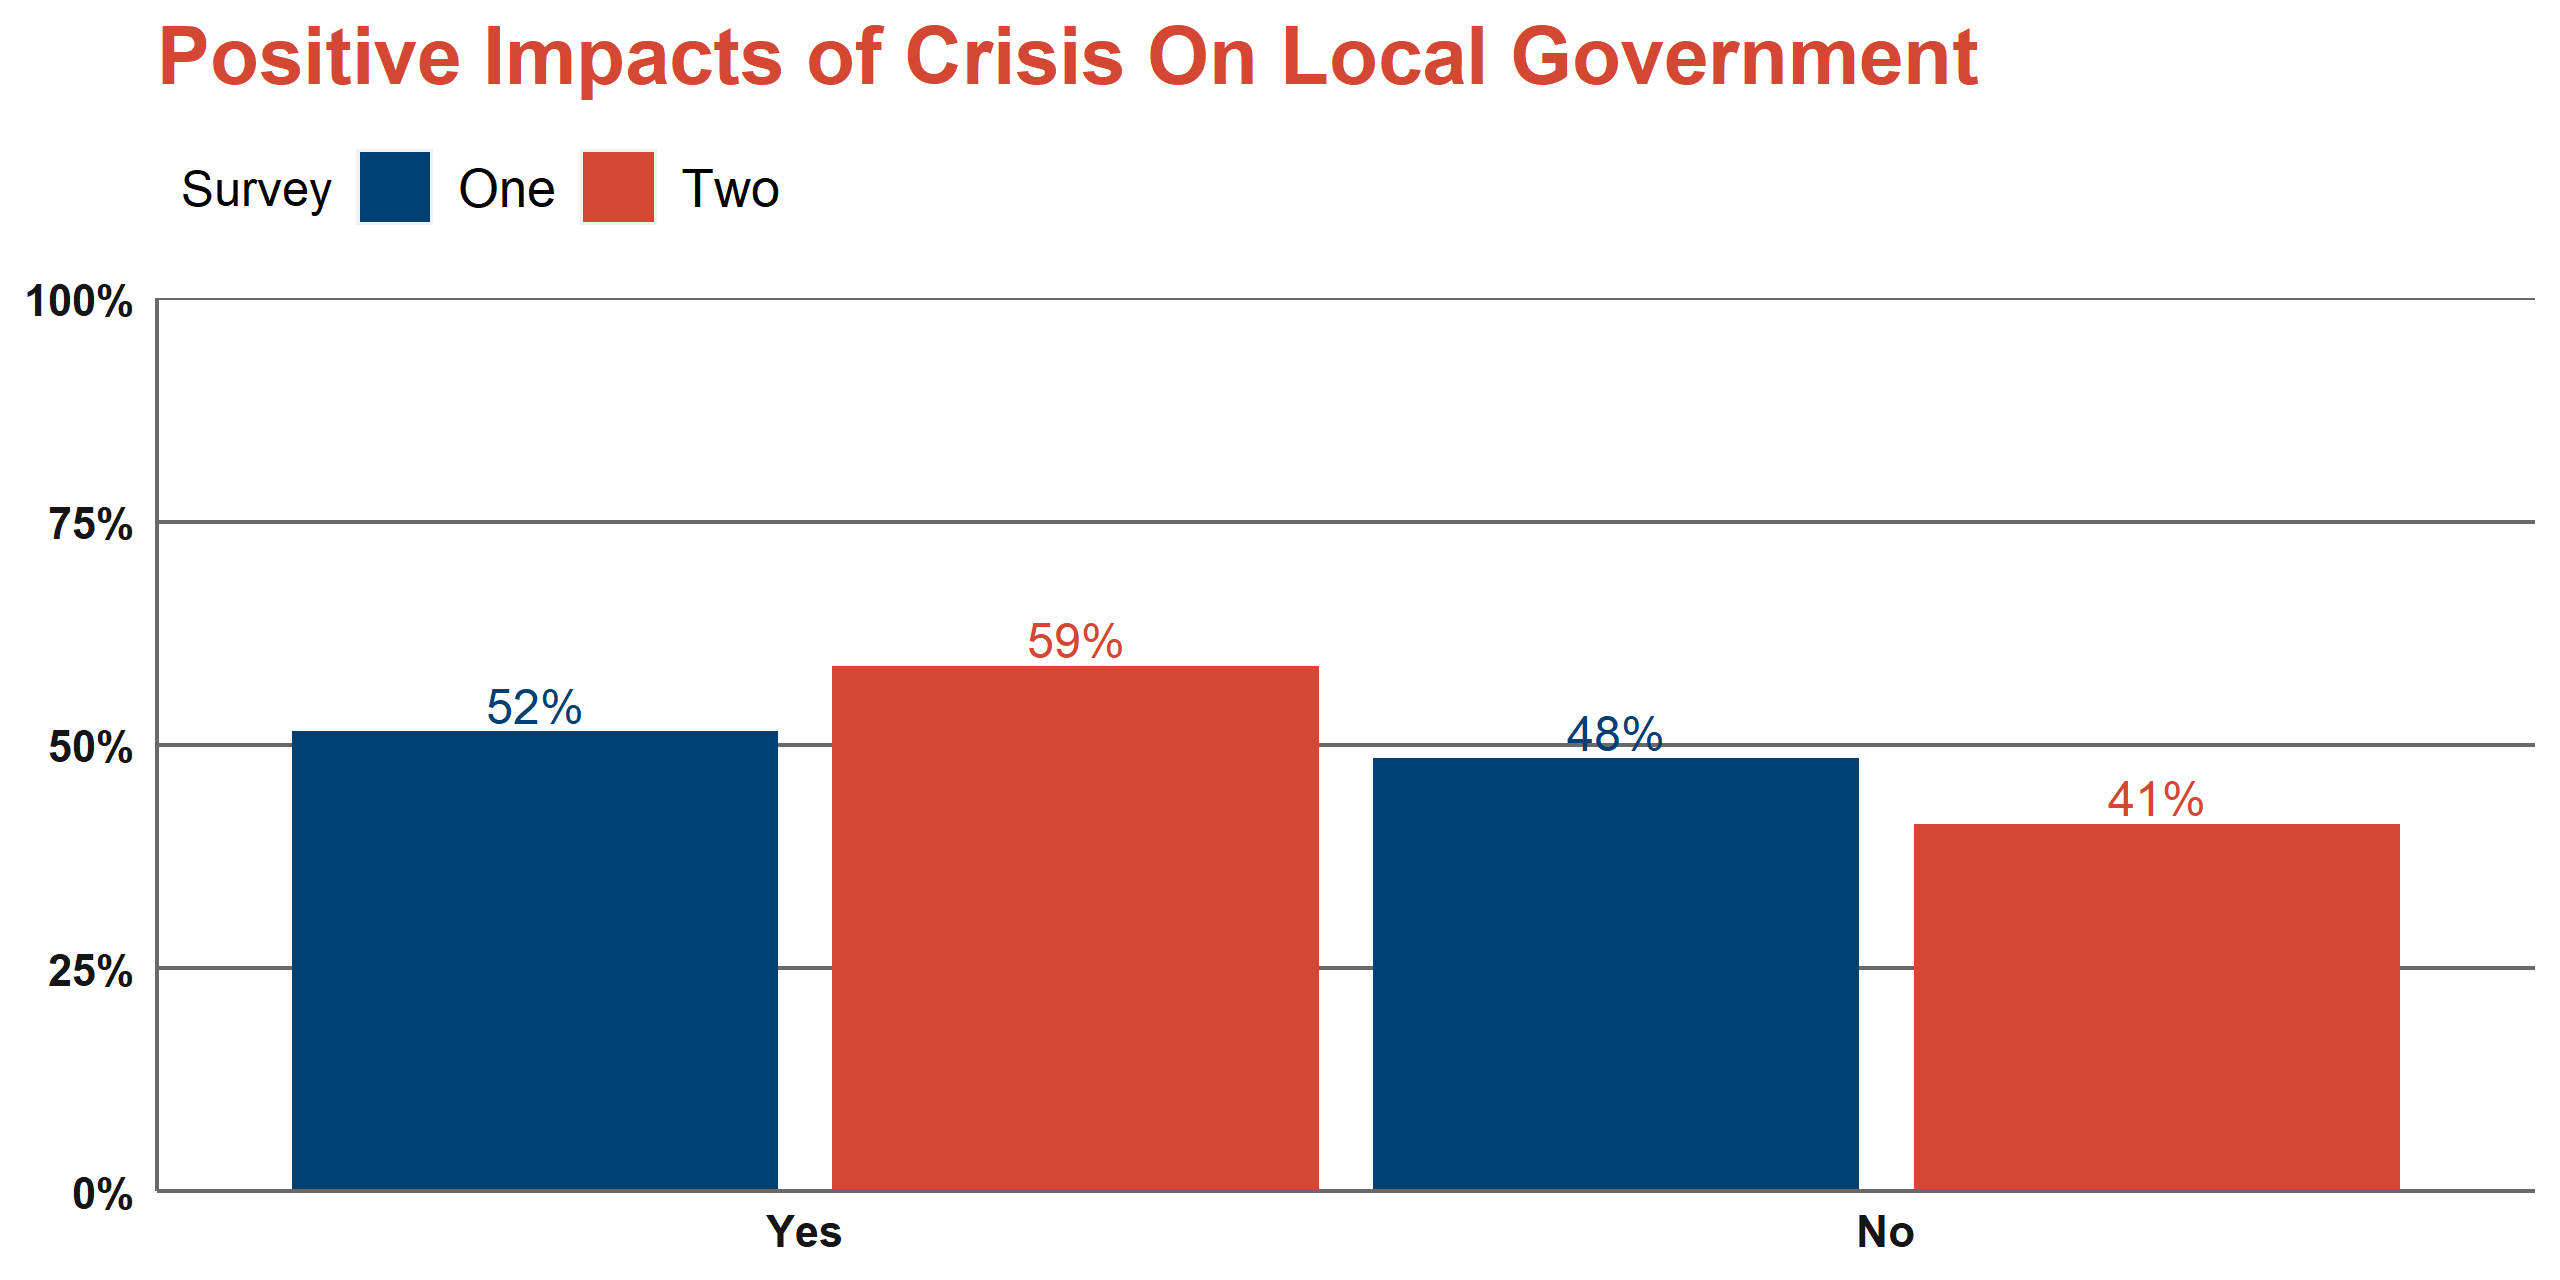 Positive Impacts of Crisis On Local Government
Survey One Two
100%
75%
50%
25%
0%
52%
59%
48%
41%
Yes
No